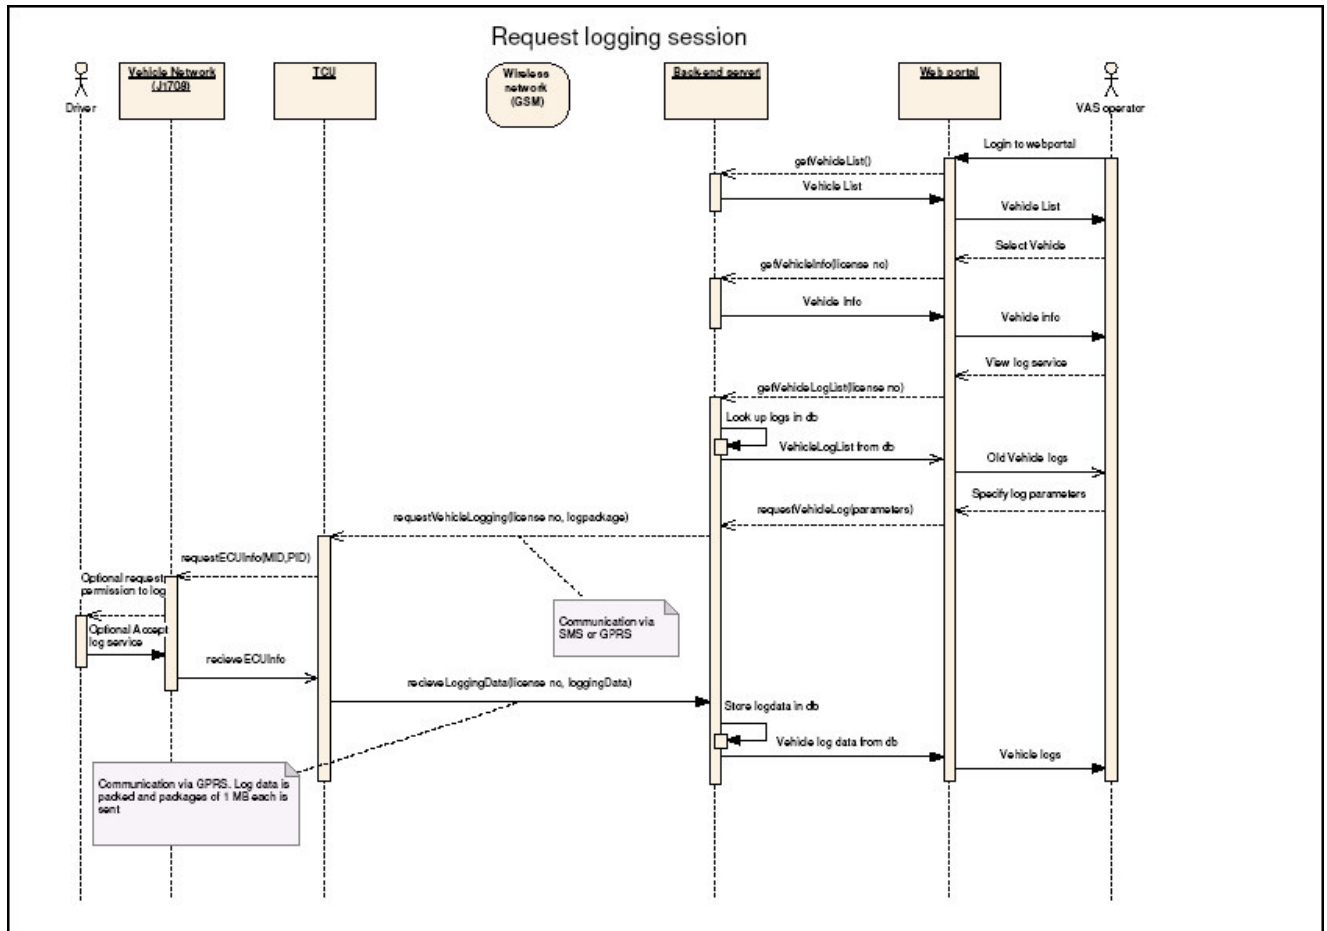 Request logging session
Driver
Vehicle Network
(J1708)
TCU
Wireless
network
(GSM)
Back-end server
Web portal
VAS operator
Login to webportal
getVehicleList()
Vehicle List
Vehicle List
Select Vehicle
getVehicleInfo(license no)
Vehicle Info
Vehicle info
View log service
getVehicleLogList(license no)
Look up logs in db
VehicleLogList from db
Old Vehicle logs
Specify log parameters
requestVehicleLog(parameters)
requestVehicleLogging(license no, logpackage)
requestECUInfo(MID,PID)
Optional request
permission to log
Communication via
SMS or GPRS
Optional Accept
log service
recieveECUInfo
recieveLoggingData(license no, loggingData)
Store logdata in db
Vehicle log data from db
Vehicle logs
Communication via GPRS. Log data is
packed and packages of 1 MB each is
sent